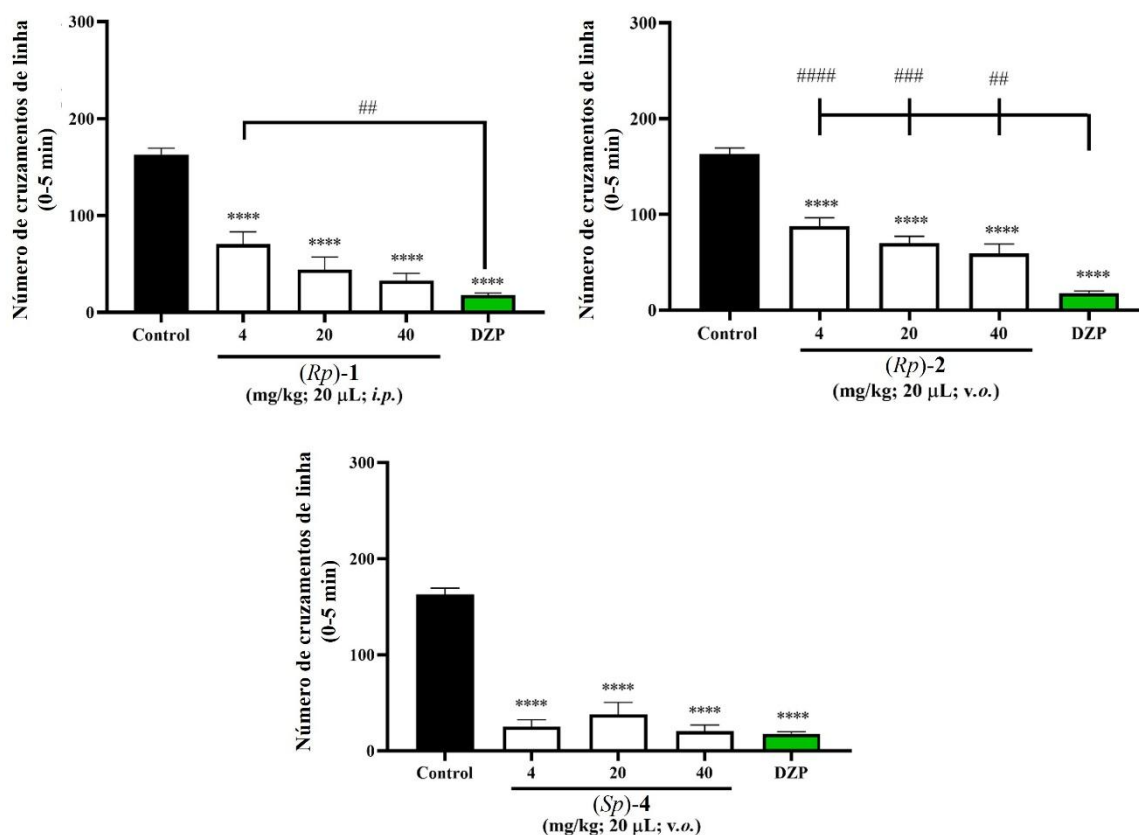 Número de cruzamentos de linha
(0-5 min)
300
200
100
0
##
****
****
****
****
Control
4
20
40
DZP
(Rp)-1
(mg/kg; 20 µL; i.p.)
Número de cruzamentos de linha
(0-5 min)
300
200
100
0
####
###
##
****
****
****
****
Control
4
20
40
DZP
(Rp)-2
(mg/kg; 20 µL; v.o.)
Número de cruzamentos de linha
(0-5 min)
300
200
100
0
****
****
****
****
Control
4
20
40
DZP
(Sp)-4
(mg/kg; 20 µL; v.o.)